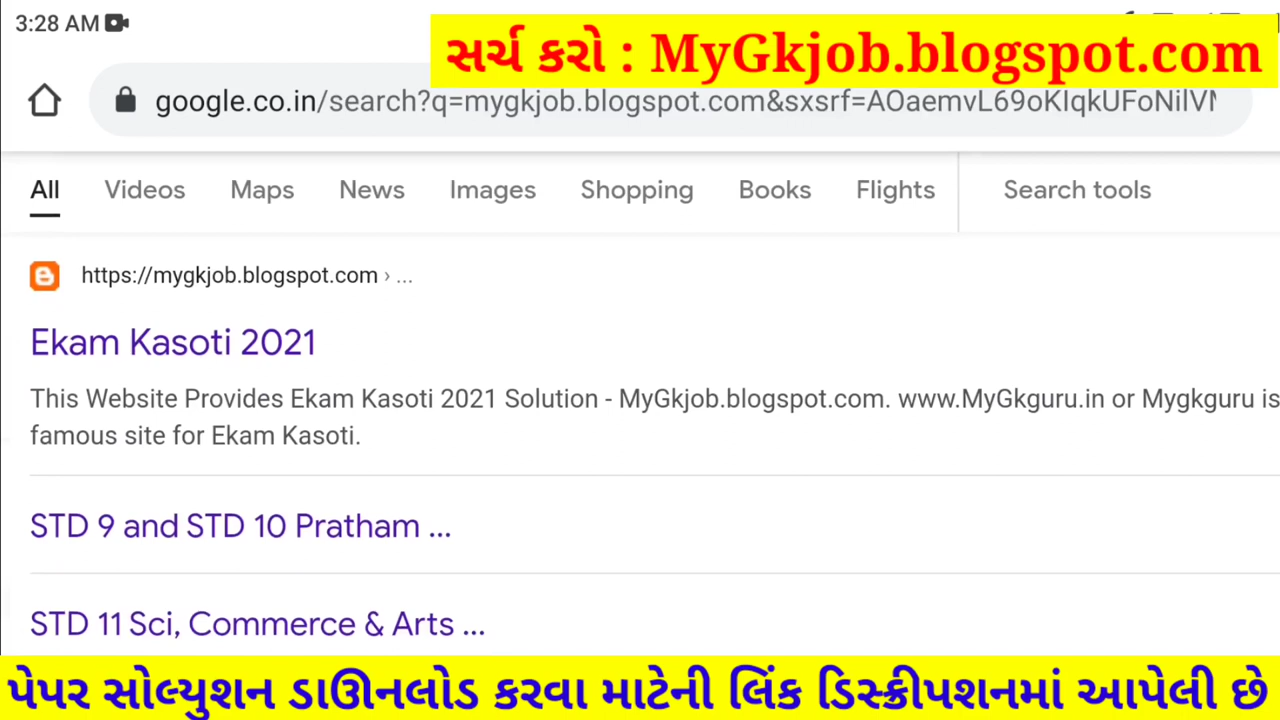 3:28 AM
સર્ચ કરો : MyGkjob.blogspot.com
google.co.in/search?q=mygkjob.blogspot.com&sxsrf=AOaemvL69oKIqkUFoNilVI
All Videos Maps News Images Shopping Books Flights Search tools
https://mygkjob.blogspot.com › ...
Ekam Kasoti 2021
This Website Provides Ekam Kasoti 2021 Solution - MyGkjob.blogspot.com. www.MyGkguru.in or Mygkguru is
famous site for Ekam Kasoti.
STD 9 and STD 10 Pratham ...
STD 11 Sci, Commerce & Arts ...
પેપર સોલ્યુશન ડાઊનલોડ કરવા માટેની લિંક ડિસ્ક્રીપશનમાં આપેલી છે